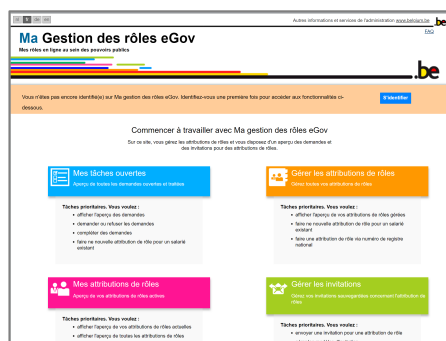 nl fr de en
Autres informations et services de l'administration www.belgium.be
.be
Ma Gestion des rôles eGov
FAQ
Mes rôles en ligne au sein des pouvoirs publics
.be
Vous n'êtes pas encore identifié(e) sur Ma gestion des rôles eGov. Identifiez-vous une première fois pour accéder aux fonctionnalités ci-
dessous.
S'identifier
Commencer à travailler avec Ma gestion des rôles eGov
Sur ce site, vous gérez les attributions de rôles et vous disposez d'un aperçu des demandes et
des invitations pour des attributions de rôles.
Mes tâches ouvertes
Aperçu de toutes les demandes ouvertes et traitées
Tâches prioritaires. Vous voulez :
afficher l'aperçu des demandes
demander ou refuser les demandes
compléter des demandes
faire ne nouvelle attribution de rôle pour un salarié
existant
Gérer les attributions de rôles
Gérez toutes vos attributions de rôles
Tâches prioritaires. Vous voulez :
afficher l'aperçu de vos attributions de rôles gérées
faire ne nouvelle attribution de rôle pour un salarié
existant
faire une attribution de rôle via numéro de registre
national
Mes attributions de rôles
Aperçu de vos attributions de rôles actives
Tâches prioritaires. Vous voulez :
afficher l'aperçu de vos attributions de rôles actuelles
afficher l'aperçu de toutes les attributions de rôles
Gérer les invitations
Gérez vos invitations sauvegardées concernant l'attribution de
rôles
Tâches prioritaires. Vous voulez :
envoyer une invitation pour une attribution de rôle